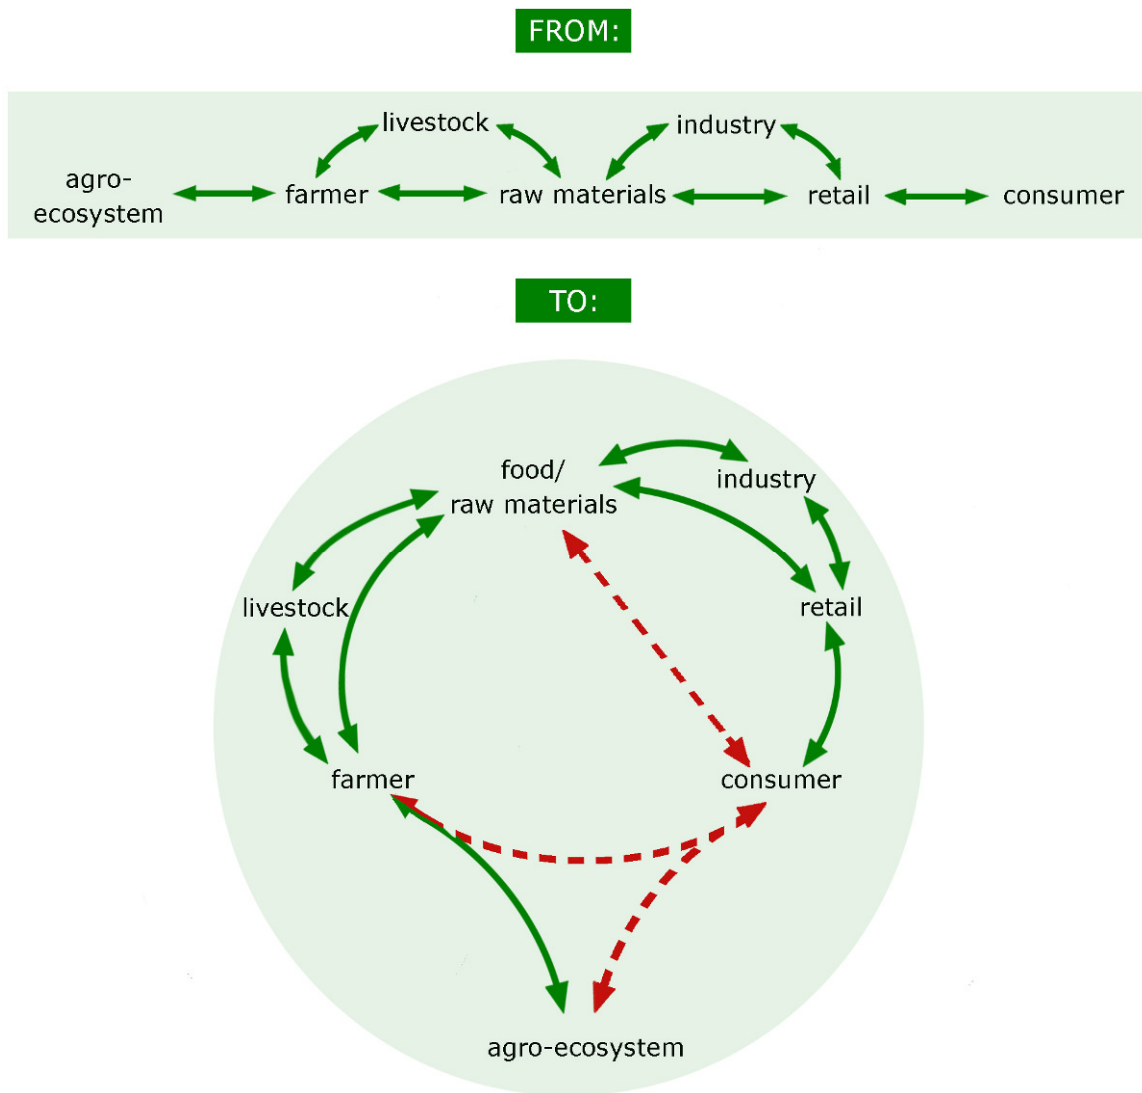 FROM:
livestock
industry
agro-
ecosystem
farmer
raw materials
retail
consumer
TO:
food/
raw materials
industry
livestock
retail
farmer
consumer
agro-ecosystem